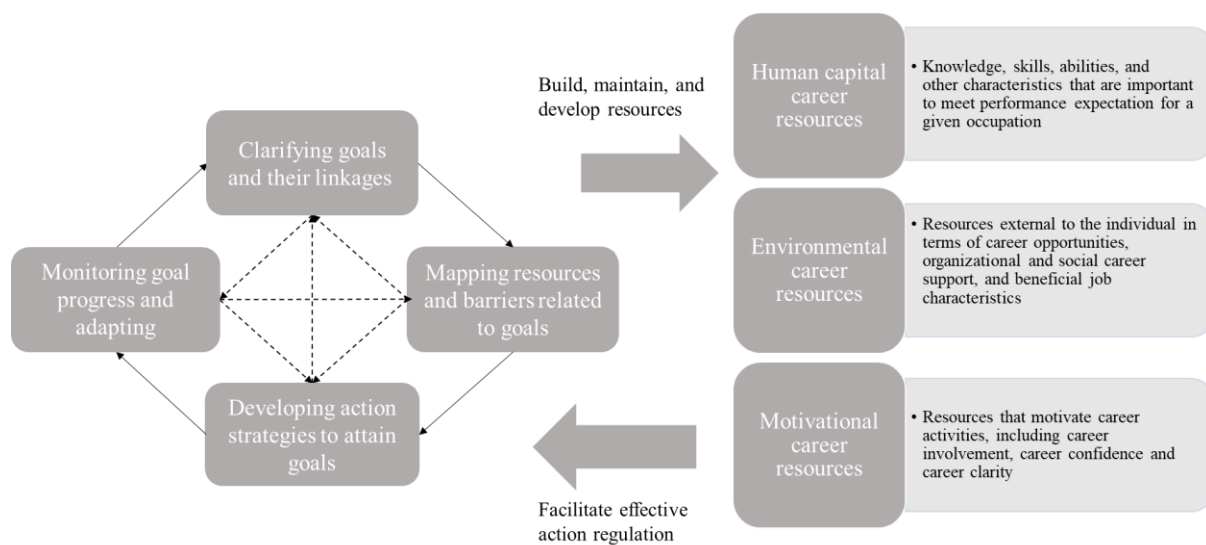 Clarifying goals
and their linkages
Monitoring goal
progress and
adapting
Mapping resources
and barriers related
to goals
Developing action
strategies to attain
goals
Build, maintain, and
develop resources
Facilitate effective
action regulation
Human capital
career
resources
• Knowledge, skills, abilities, and
other characteristics that are important
to meet performance expectation for a
given occupation
Environmental
career
resources
• Resources external to the individual in
terms of career opportunities,
organizational and social career
support, and beneficial job
characteristics
Motivational
career
resources
• Resources that motivate career
activities, including career
involvement, career confidence and
career clarity